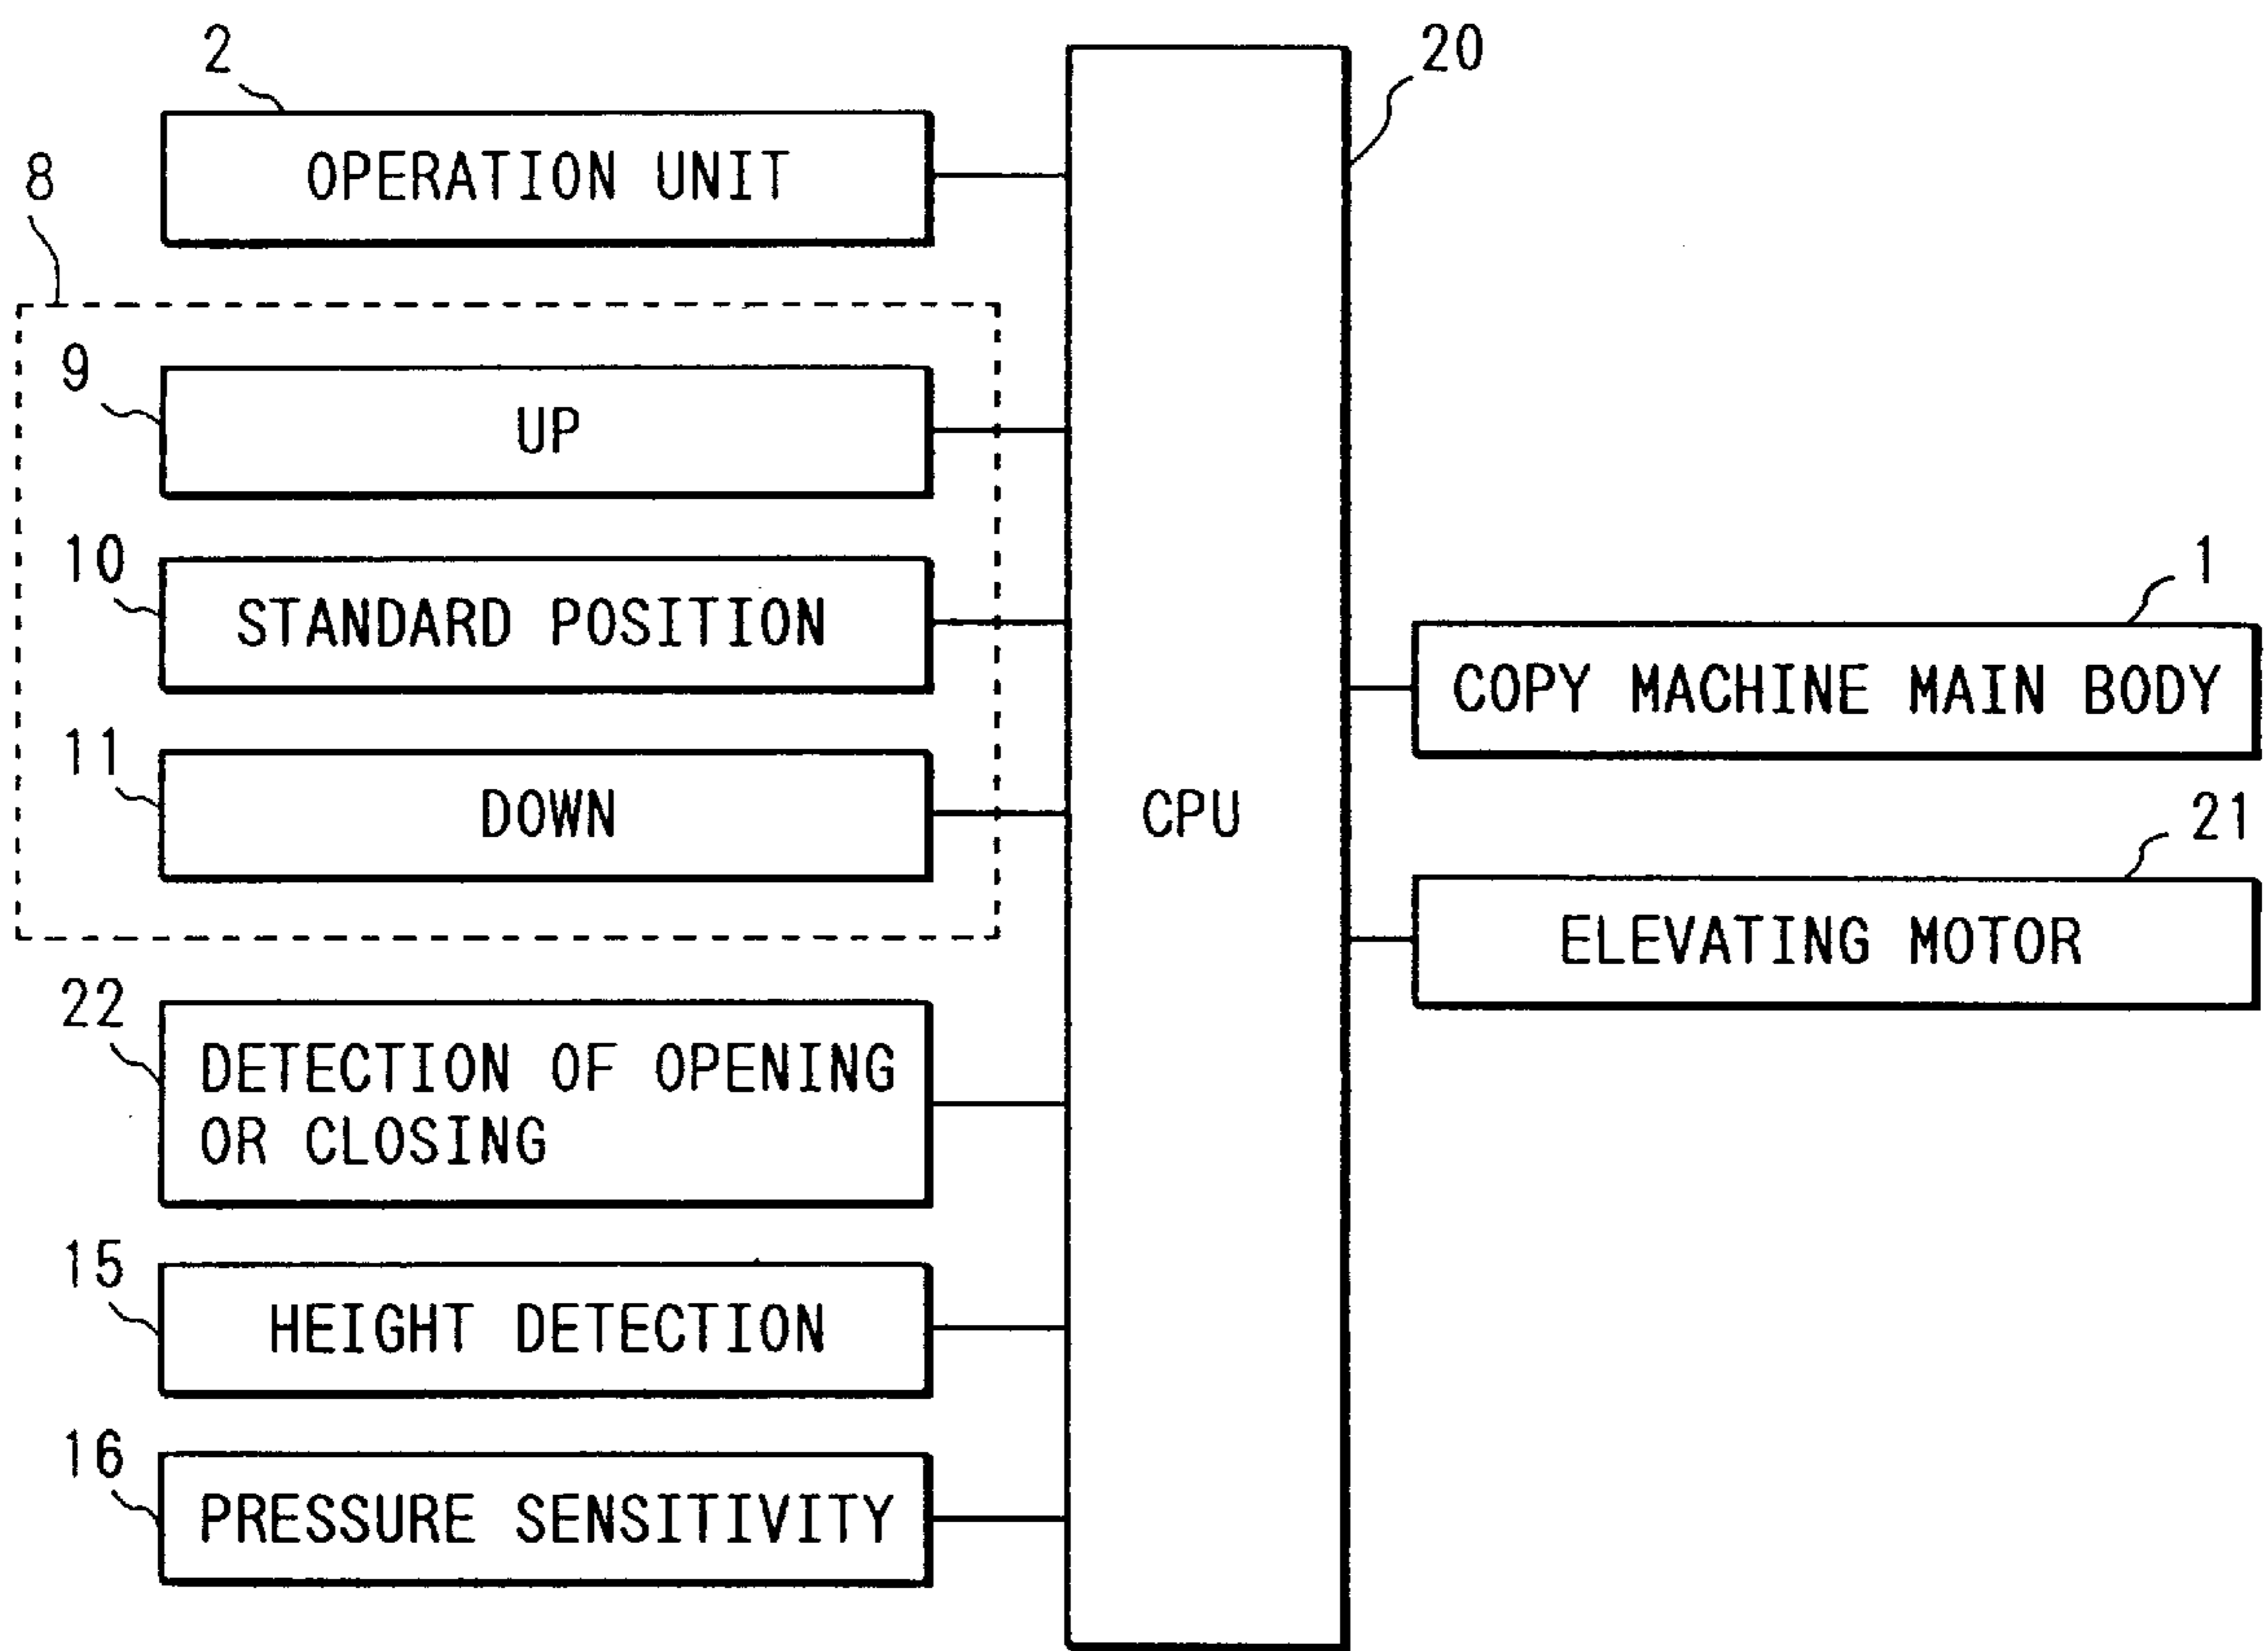 2
20
OPERATION UNIT
8
9
UP
10
STANDARD POSITION
11
DOWN
CPU
1
COPY MACHINE MAIN BODY
21
ELEVATING MOTOR
22
DETECTION OF OPENING
OR CLOSING
15
HEIGHT DETECTION
16
PRESSURE SENSITIVITY